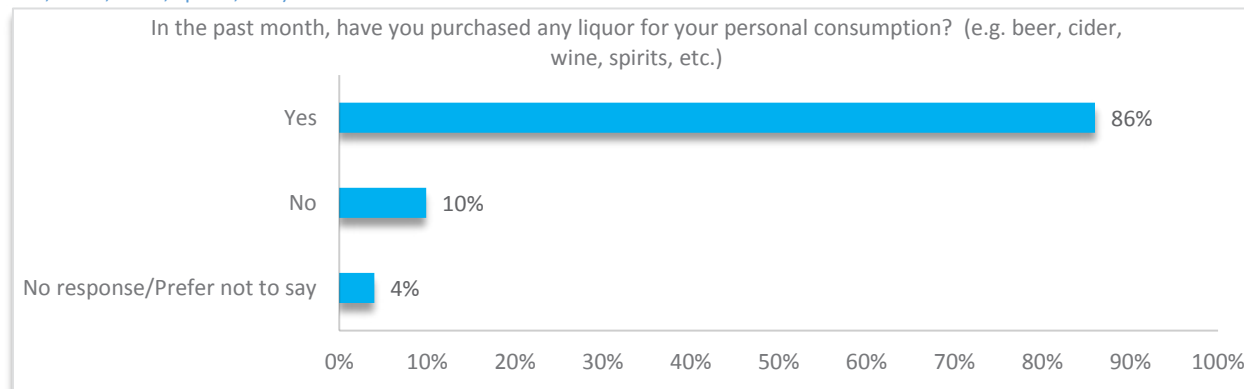 In the past month, have you purchased any liquor for your personal consumption? (e.g. beer, cider,
wine, spirits, etc.)
Yes
86%
No
10%
No response/Prefer not to say
4%
0% 10% 20% 30% 40% 50% 60% 70% 80% 90% 100%